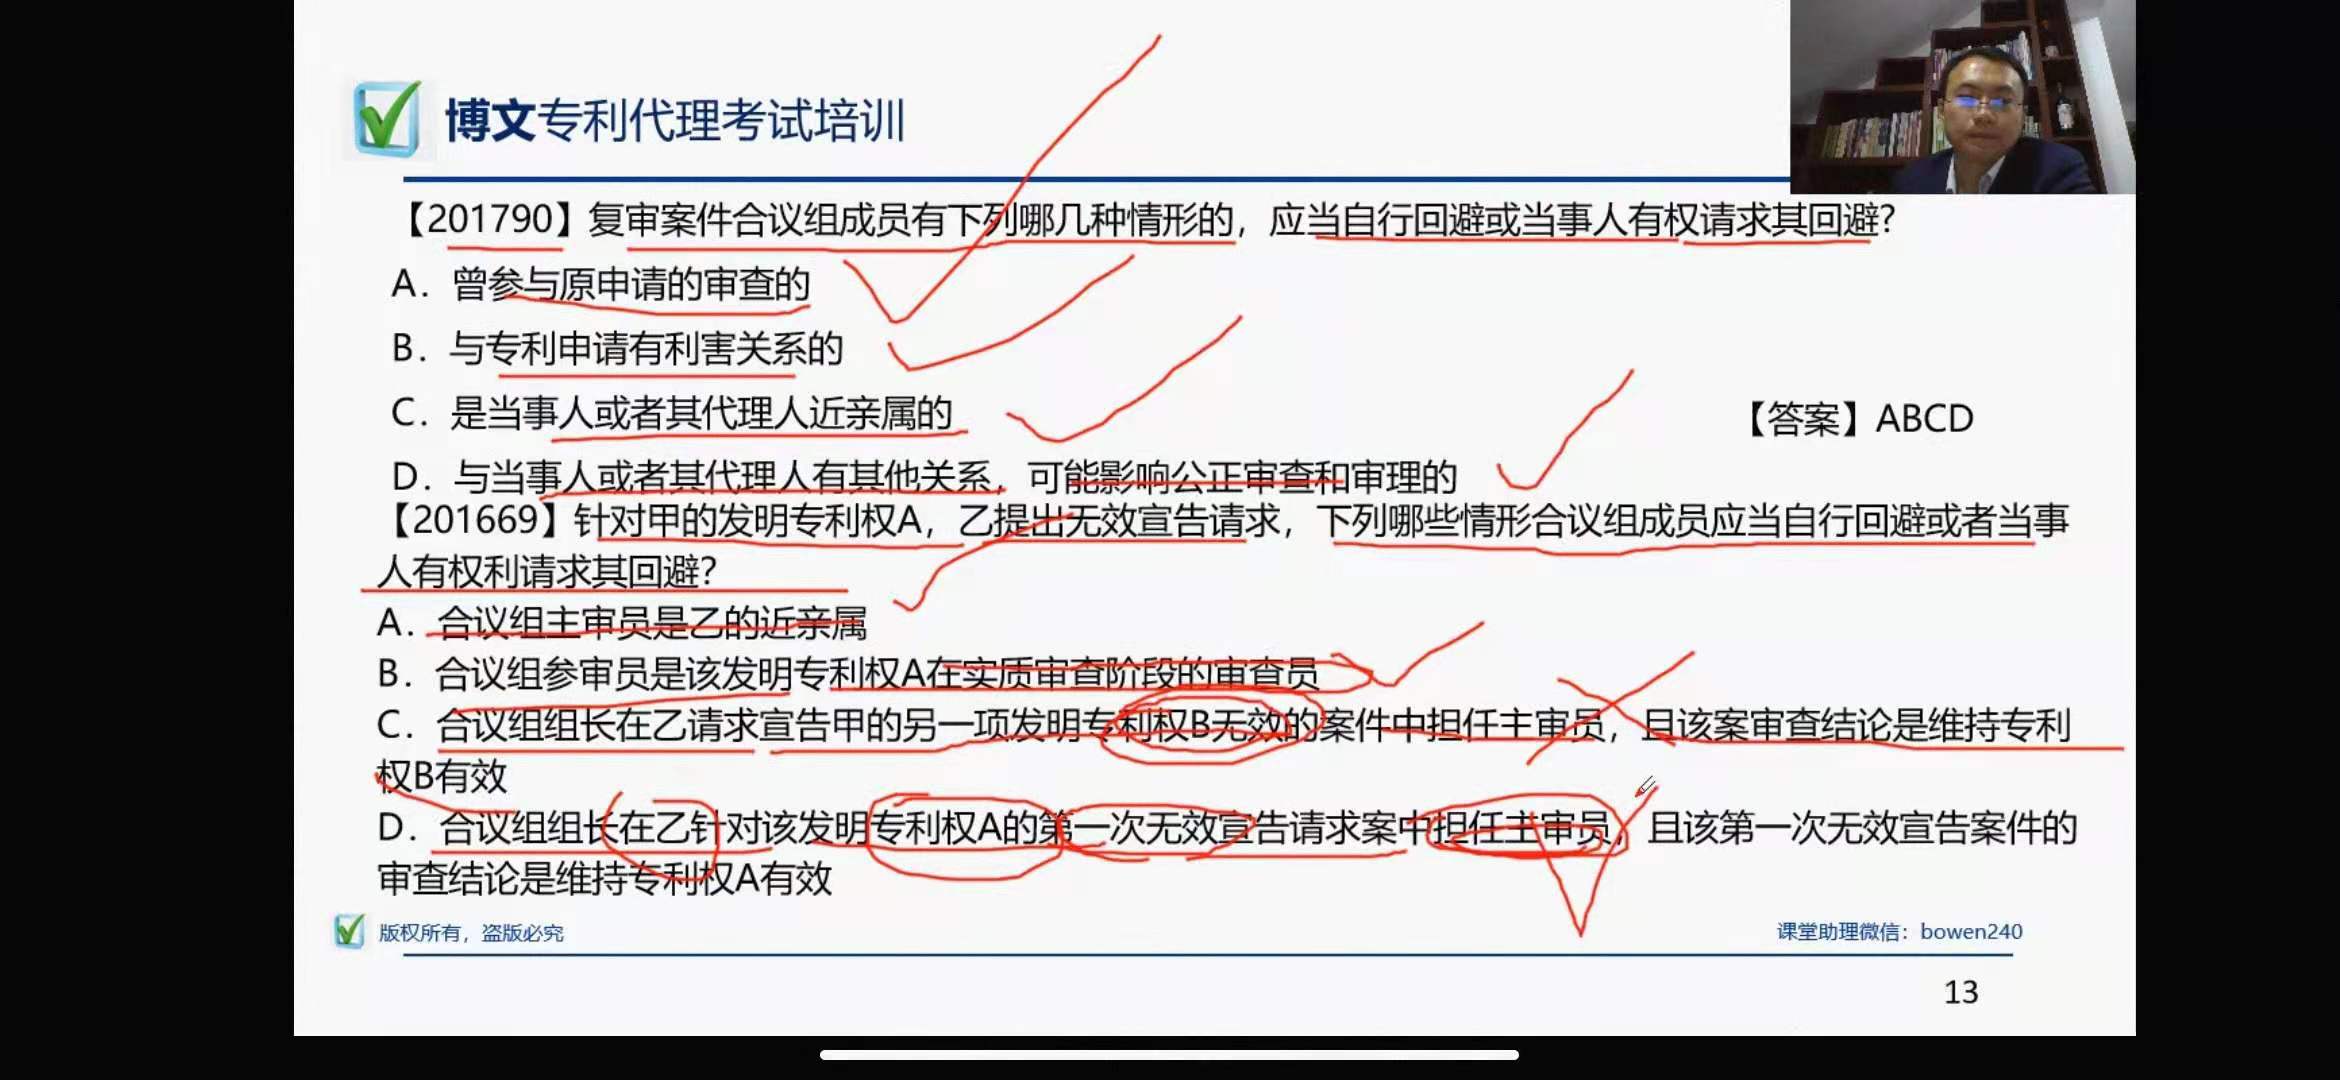 博文专利代理考试培训
【201790】复审案件合议组成员有下列哪几种情形的，应当自行回避或当事人有权请求其回避?
A．曾参与原申请的审查的
B．与专利申请有利害关系的
C．是当事人或者其代理人近亲属的
【答案】ABCD
D．与当事人或者其代理人有其他关系，可能影响公正审查和审理的
【201669】针对甲的发明专利权A，乙提出无效宣告请求，下列哪些情形合议组成员应当自行回避或者当事
人有权利请求其回避?
A．合议组主审员是乙的近亲属
B．合议组参审员是该发明专利权A在实质审查阶段的审查员
C．合议组组长在乙请求宣告甲的另一项发明专利权B无效的案件中担任主审员，且该案审查结论是维持专利
权B有效
D．合议组组长在乙针对该发明专利权A的第一次无效宣告请求案中担任主审员，且该第一次无效宣告案件的
审查结论是维持专利权A有效
版权所有，盗版必究
课堂助理微信：bowen240
13